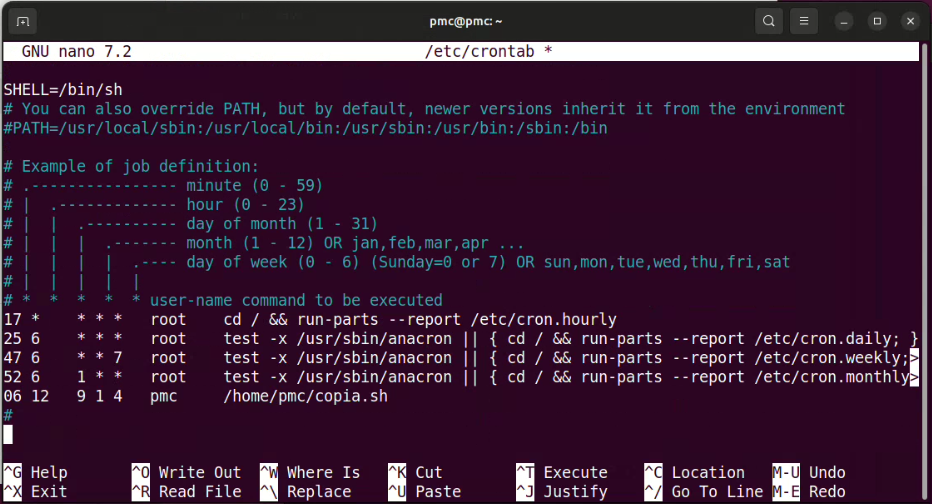 pmc@pmc: ~
GNU nano 7.2 /etc/crontab *
SHELL=/bin/sh
# You can also override PATH, but by default, newer versions inherit it from the environment
#PATH=/usr/local/sbin:/usr/local/bin:/usr/sbin:/usr/bin:/sbin:/bin
# Example of job definition:
# .---------------- minute (0 - 59)
# |  .------------- hour (0 - 23)
# |  |  .---------- day of month (1 - 31)
# |  |  |  .------- month (1 - 12) OR jan,feb,mar,apr ...
# |  |  |  |  .---- day of week (0 - 6) (Sunday=0 or 7) OR sun,mon,tue,wed,thu,fri,sat
# |  |  |  |  |
# *  *  *  *  * user-name command to be executed
17 *    * * *   root    cd / && run-parts --report /etc/cron.hourly
25 6    * * *   root    test -x /usr/sbin/anacron || { cd / && run-parts --report /etc/cron.daily; }
47 6    * * 7   root    test -x /usr/sbin/anacron || { cd / && run-parts --report /etc/cron.weekly;>
52 6    1 * *   root    test -x /usr/sbin/anacron || { cd / && run-parts --report /etc/cron.monthly>
06 12   9 1 4   pmc     /home/pmc/copia.sh
#
^G Help ^O Write Out ^W Where Is ^K Cut ^T Execute ^C Location M-U Undo
^X Exit ^R Read File ^\ Replace ^U Paste ^J Justify ^/ Go To Line M-E Redo